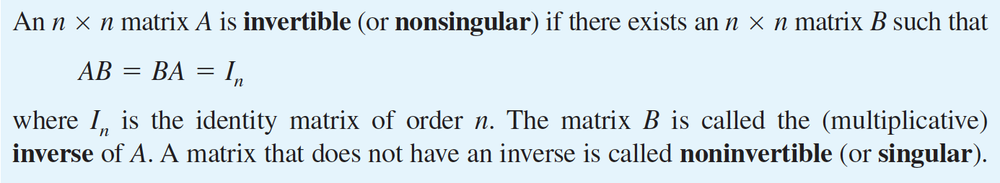 An n × n matrix A is invertible (or nonsingular) if there exists an n × n matrix B such that
AB = BA = Iₙ
where Iₙ is the identity matrix of order n. The matrix B is called the (multiplicative)
inverse of A. A matrix that does not have an inverse is called noninvertible (or singular).